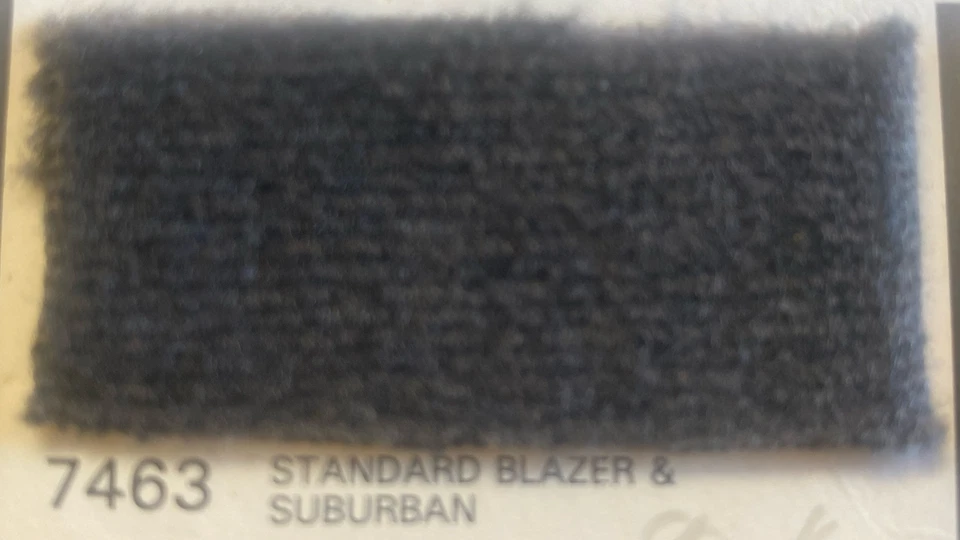 7463 STANDARD BLAZER &
SUBURBAN